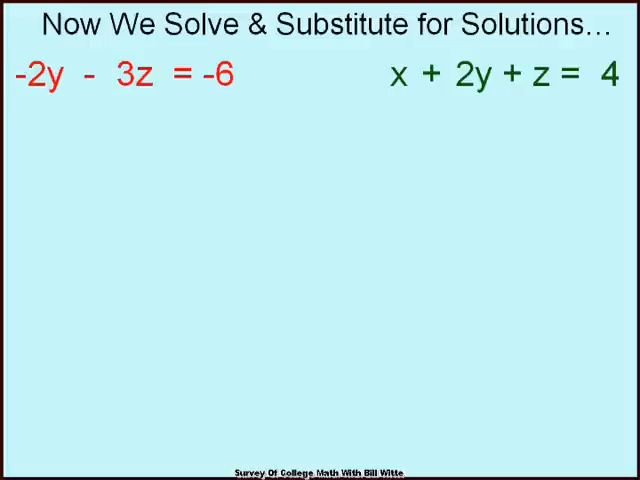 Now We Solve & Substitute for Solutions...
-2y - 3z = -6
x + 2y + z = 4
Survey Of College Math With Bill Witte